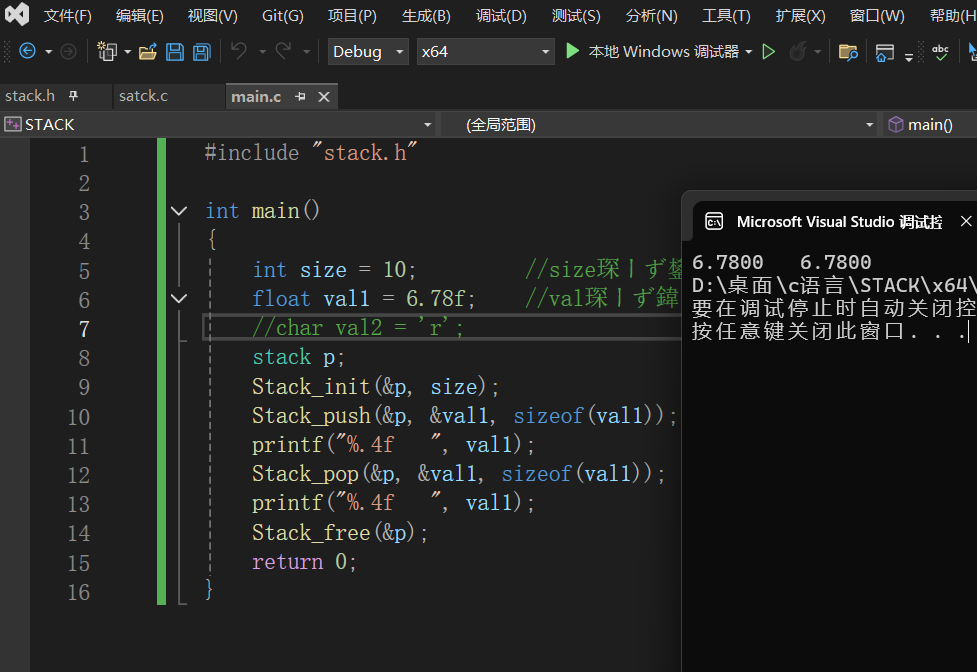 文件(F) 编辑(E) 视图(V) Git(G) 项目(P) 生成(B) 调试(D) 测试(S) 分析(N) 工具(T) 扩展(X) 窗口(W) 帮助(H
Debug x64 本地 Windows 调试器 abc
stack.h satck.c main.c
STACK (全局范围) main()
1 #include "stack.h"
2
3 int main()
4 {
5 int size = 10; //size琛ㄧず
6 float val1 = 6.78f; //val琛ㄧず
7 //char val2 = 'r';
8 stack p;
9 Stack_init(&p, size);
10 Stack_push(&p, &val1, sizeof(val1));
11 printf("%.4f   ", val1);
12 Stack_pop(&p, &val1, sizeof(val1));
13 printf("%.4f   ", val1);
14 Stack_free(&p);
15 return 0;
16 }
Microsoft Visual Studio 调试控
6.7800   6.7800
D:\桌面\c语言\STACK\x64\
要在调试停止时自动关闭控
按任意键关闭此窗口. . .